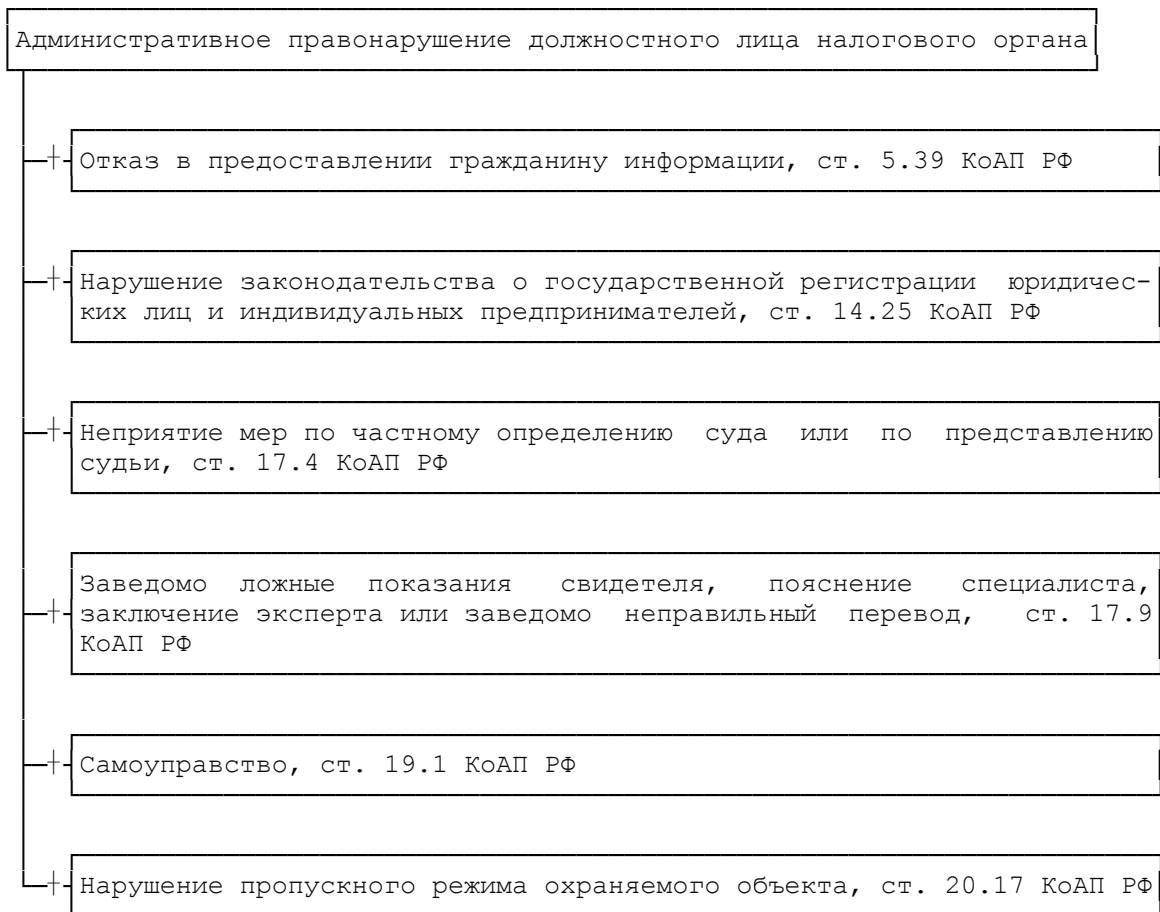 Административное правонарушение должностного лица налогового органа
Отказ в предоставлении гражданину информации, ст. 5.39 КоАП РФ
Нарушение законодательства о государственной регистрации юридичес-
ких лиц и индивидуальных предпринимателей, ст. 14.25 КоАП РФ
Неприятие мер по частному определению суда или по представлению
судьи, ст. 17.4 КоАП РФ
Заведомо ложные показания свидетеля, пояснение специалиста,
заключение эксперта или заведомо неправильный перевод, ст. 17.9
КоАП РФ
Самоуправство, ст. 19.1 КоАП РФ
Нарушение пропускного режима охраняемого объекта, ст. 20.17 КоАП РФ